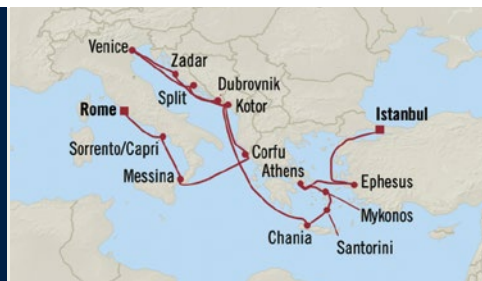 Venice
Zadar
Split
Dubrovnik
Kotor
Rome
Istanbul
Sorrento/Capri
Corfu
Messina
Athens
Ephesus
Mykonos
Chania
Santorini